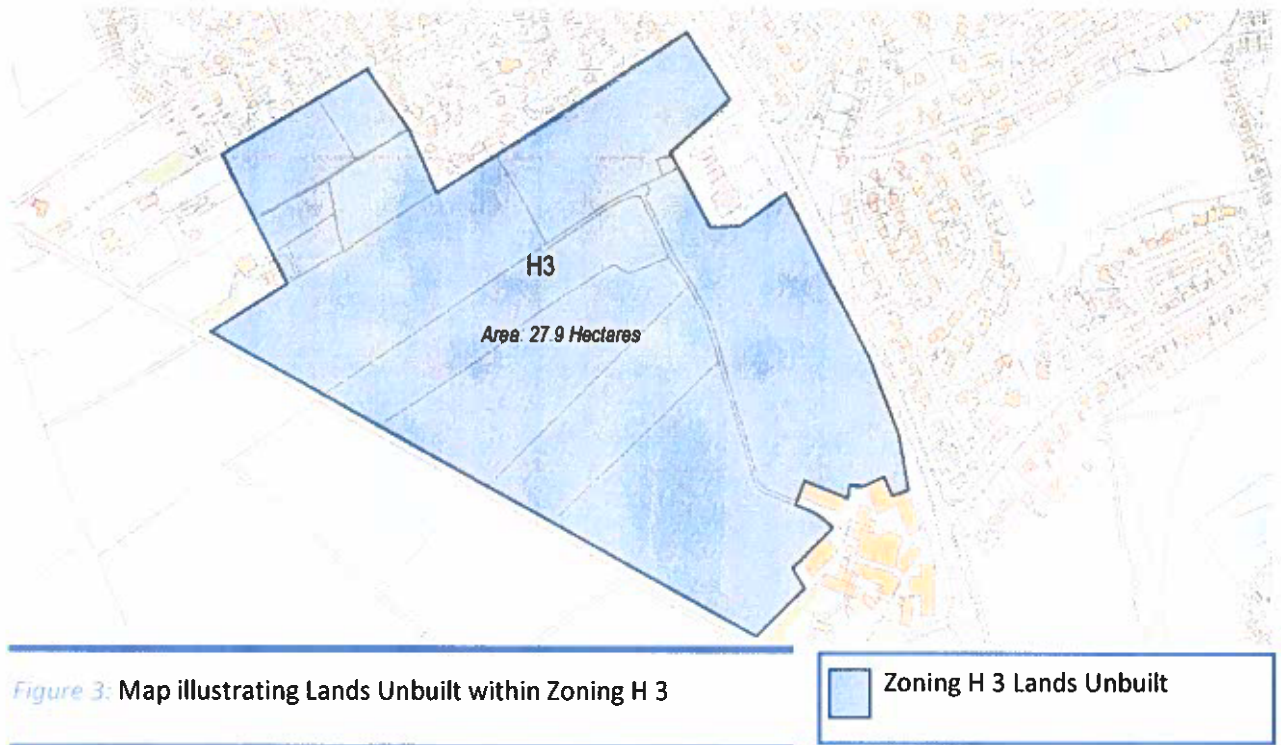 H3
Area: 27.9 Hectares
Figure 3: Map illustrating Lands Unbuilt within Zoning H 3
Zoning H 3 Lands Unbuilt